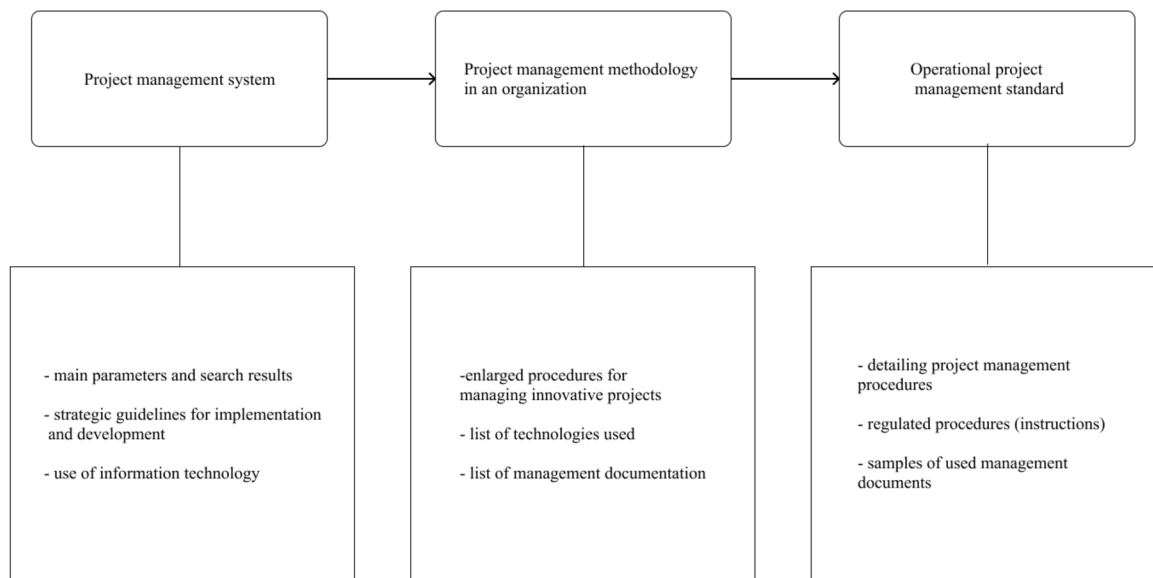 Project management system
Project management methodology
in an organization
Operational project
management standard
- main parameters and search results
- strategic guidelines for implementation
and development
- use of information technology
-enlarged procedures for
managing innovative projects
- list of technologies used
- list of management documentation
- detailing project management
procedures
- regulated procedures (instructions)
- samples of used management
documents